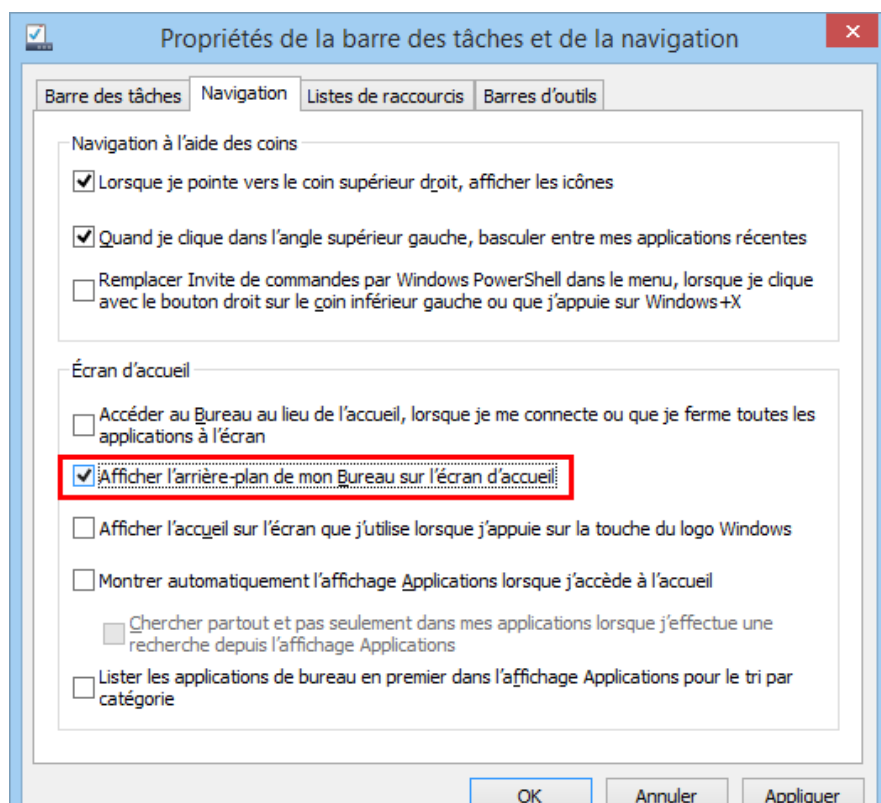 Propriétés de la barre des tâches et de la navigation
Barre des tâches Navigation Listes de raccourcis Barres d'outils
Navigation à l'aide des coins
Lorsque je pointe vers le coin supérieur droit, afficher les icônes
Quand je clique dans l'angle supérieur gauche, basculer entre mes applications récentes
Remplacer Invite de commandes par Windows PowerShell dans le menu, lorsque je clique
avec le bouton droit sur le coin inférieur gauche ou que j'appuie sur Windows+X
Écran d'accueil
Accéder au Bureau au lieu de l'accueil, lorsque je me connecte ou que je ferme toutes les
applications à l'écran
Afficher l'arrière-plan de mon Bureau sur l'écran d'accueil
Afficher l'accueil sur l'écran que j'utilise lorsque j'appuie sur la touche du logo Windows
Montrer automatiquement l'affichage Applications lorsque j'accède à l'accueil
Chercher partout et pas seulement dans mes applications lorsque j'effectue une
recherche depuis l'affichage Applications
Lister les applications de bureau en premier dans l'affichage Applications pour le tri par
catégorie
OK Annuler Appliquer